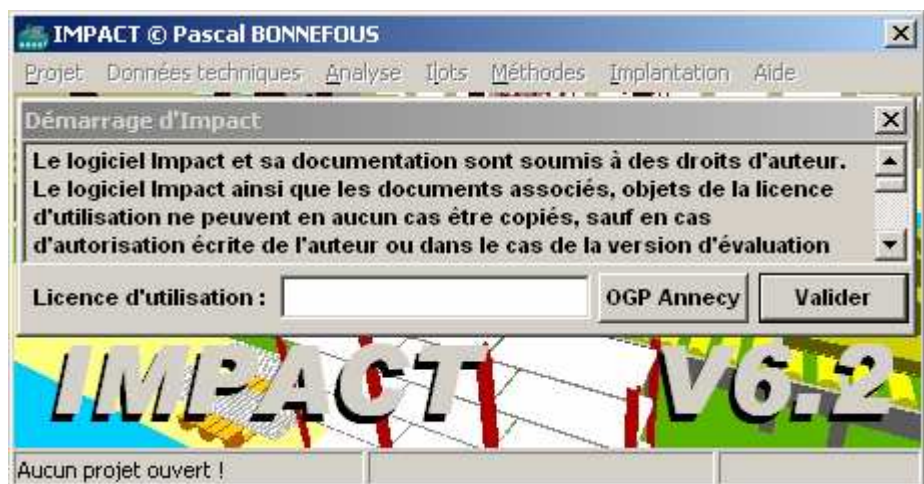 IMPACT © Pascal BONNEFOUS
Projet Données techniques Analyse Ilots Méthodes Implantation Aide
Démarrage d'Impact
Le logiciel Impact et sa documentation sont soumis à des droits d'auteur.
Le logiciel Impact ainsi que les documents associés, objets de la licence
d'utilisation ne peuvent en aucun cas être copiés, sauf en cas
d'autorisation écrite de l'auteur ou dans le cas de la version d'évaluation
Licence d'utilisation : OGP Annecy Valider
IMPACT V6.2
Aucun projet ouvert !